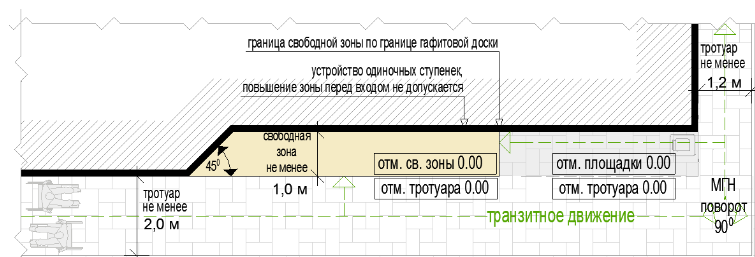 граница свободной зоны по границе гафитовой доски
устройство одиночных ступенек,
повышение зоны перед входом не допускается
тротуар
не менее
1,2 м
свободная
зона
не менее
1,0 м
45⁰
отм. св. зоны 0.00
отм. площадки 0.00
отм. тротуара 0.00
отм. тротуара 0.00
тротуар
не менее
2,0 м
транзитное движение
МГН
поворот
90⁰